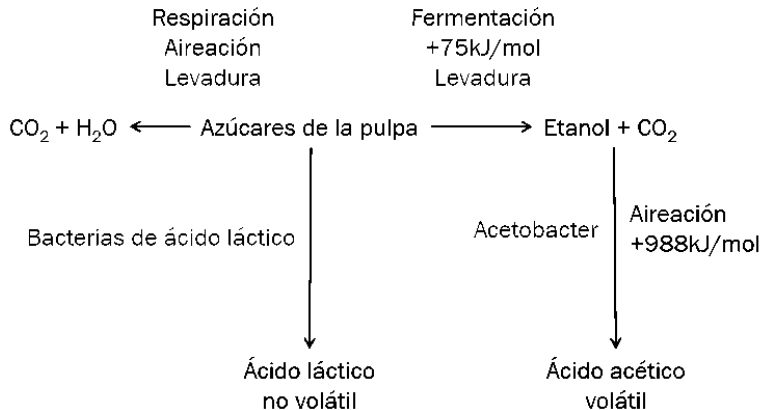 Respiración
Aireación
Levadura
Fermentación
+75kJ/mol
Levadura
CO₂ + H₂O
Azúcares de la pulpa
Etanol + CO₂
Bacterias de ácido láctico
Acetobacter
Aireación
+988kJ/mol
Ácido láctico
no volátil
Ácido acético
volátil